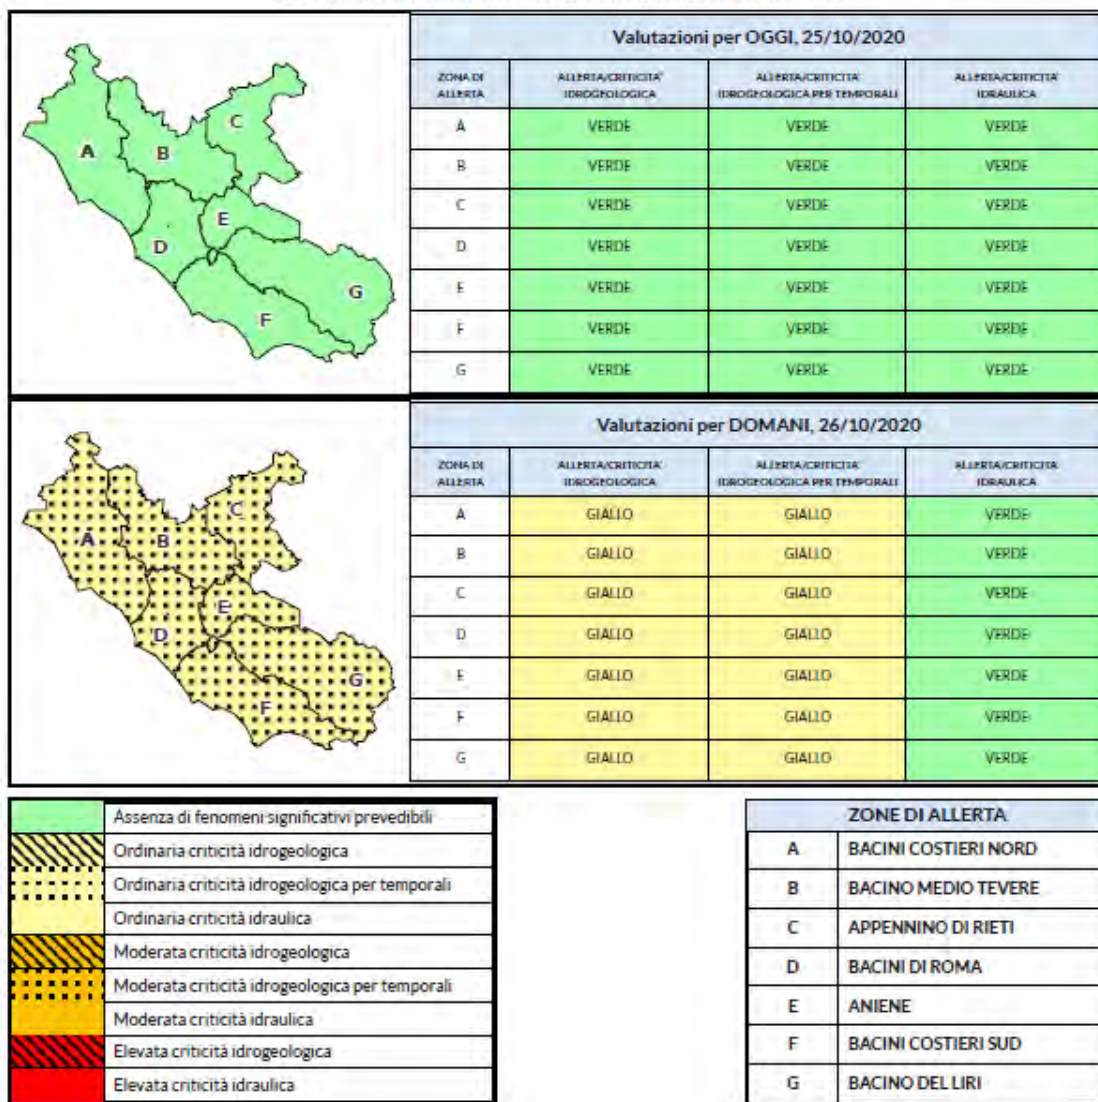 Valutazioni per OGGI, 25/10/2020
ZONA DI ALLERTA ALLERTA/CRITICITA' IDROGEOLOGICA ALLERTA/CRITICITA' IDROGEOLOGICA PER TEMPORALI ALLERTA/CRITICITA' IDRAULICA
A VERDE VERDE VERDE
B VERDE VERDE VERDE
C VERDE VERDE VERDE
D VERDE VERDE VERDE
E VERDE VERDE VERDE
F VERDE VERDE VERDE
G VERDE VERDE VERDE
A
B
C
D
E
F
G
Valutazioni per DOMANI, 26/10/2020
ZONA DI ALLERTA ALLERTA/CRITICITA' IDROGEOLOGICA ALLERTA/CRITICITA' IDROGEOLOGICA PER TEMPORALI ALLERTA/CRITICITA' IDRAULICA
A GIALLO GIALLO VERDE
B GIALLO GIALLO VERDE
C GIALLO GIALLO VERDE
D GIALLO GIALLO VERDE
E GIALLO GIALLO VERDE
F GIALLO GIALLO VERDE
G GIALLO GIALLO VERDE
A
B
C
D
E
F
G
Assenza di fenomeni significativi prevedibili
Ordinaria criticità idrogeologica
Ordinaria criticità idrogeologica per temporali
Ordinaria criticità idraulica
Moderata criticità idrogeologica
Moderata criticità idrogeologica per temporali
Moderata criticità idraulica
Elevata criticità idrogeologica
Elevata criticità idraulica
ZONE DI ALLERTA
A BACINI COSTIERI NORD
B BACINO MEDIO TEVERE
C APPENNINO DI RIETI
D BACINI DI ROMA
E ANIENE
F BACINI COSTIERI SUD
G BACINO DEL LIRI